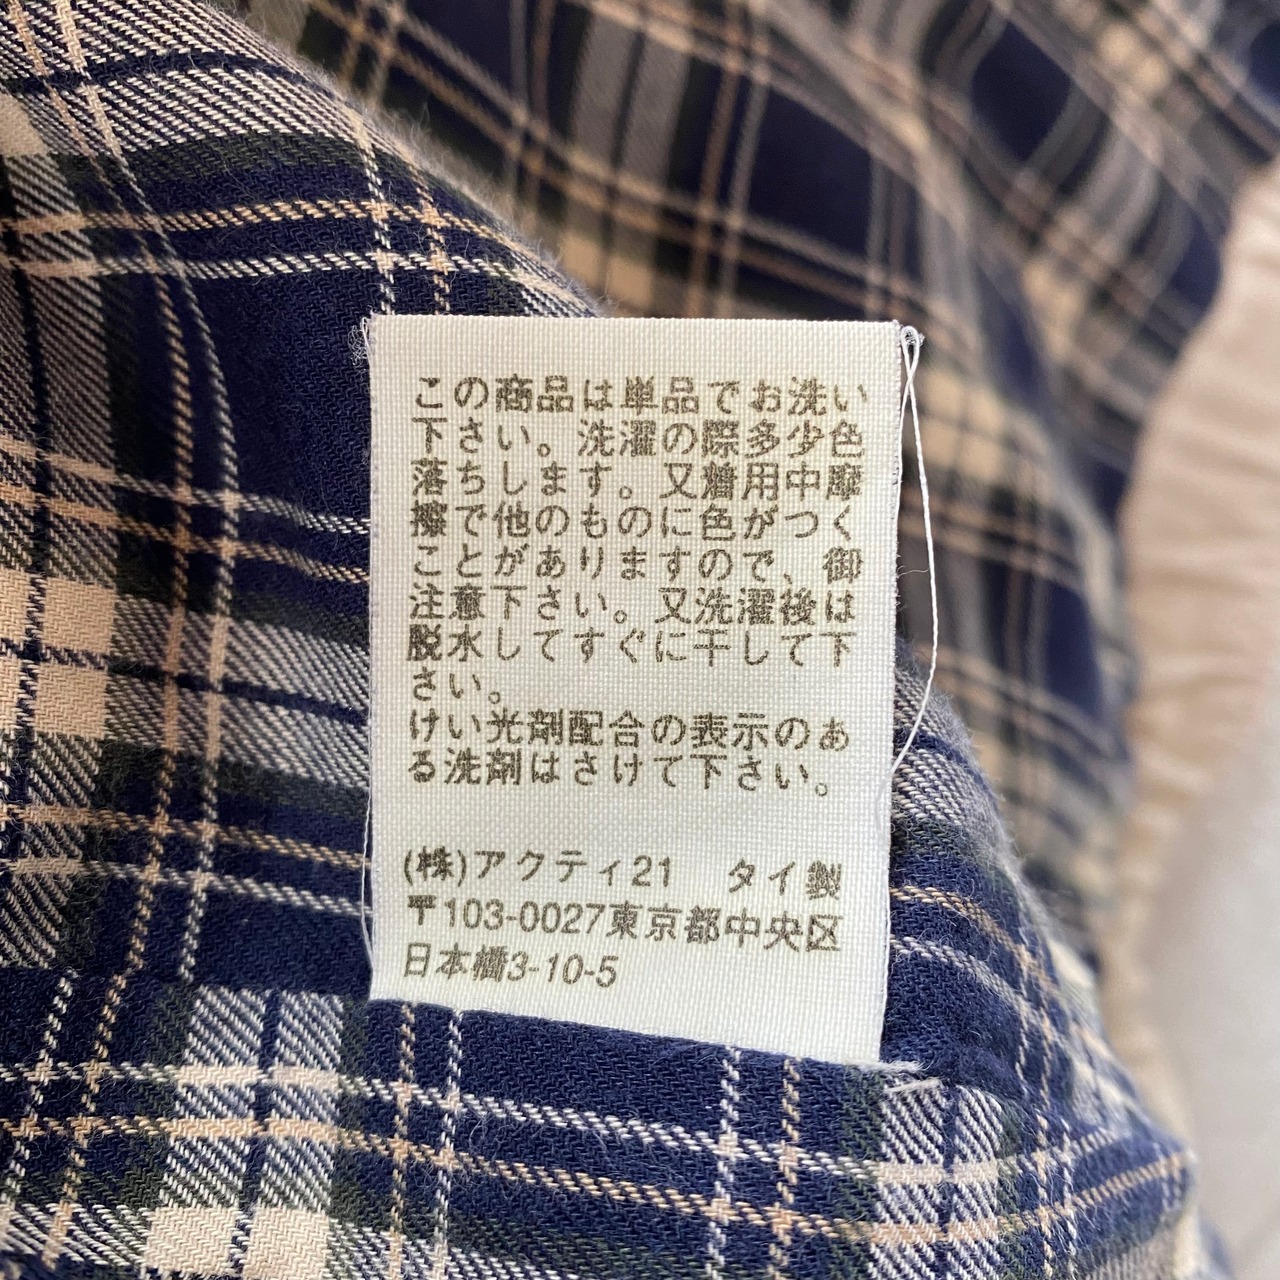 この商品は単品でお洗い
下さい。洗濯の際多少色
落ちします。又着用中摩
擦で他のものに色がつく
ことがありますので、御
注意下さい。又洗濯後は
脱水してすぐに干して下
さい。
けい光剤配合の表示のあ
る洗剤はさけて下さい。
(株)アクティ21　タイ製
〒103-0027東京都中央区
日本橋3-10-5